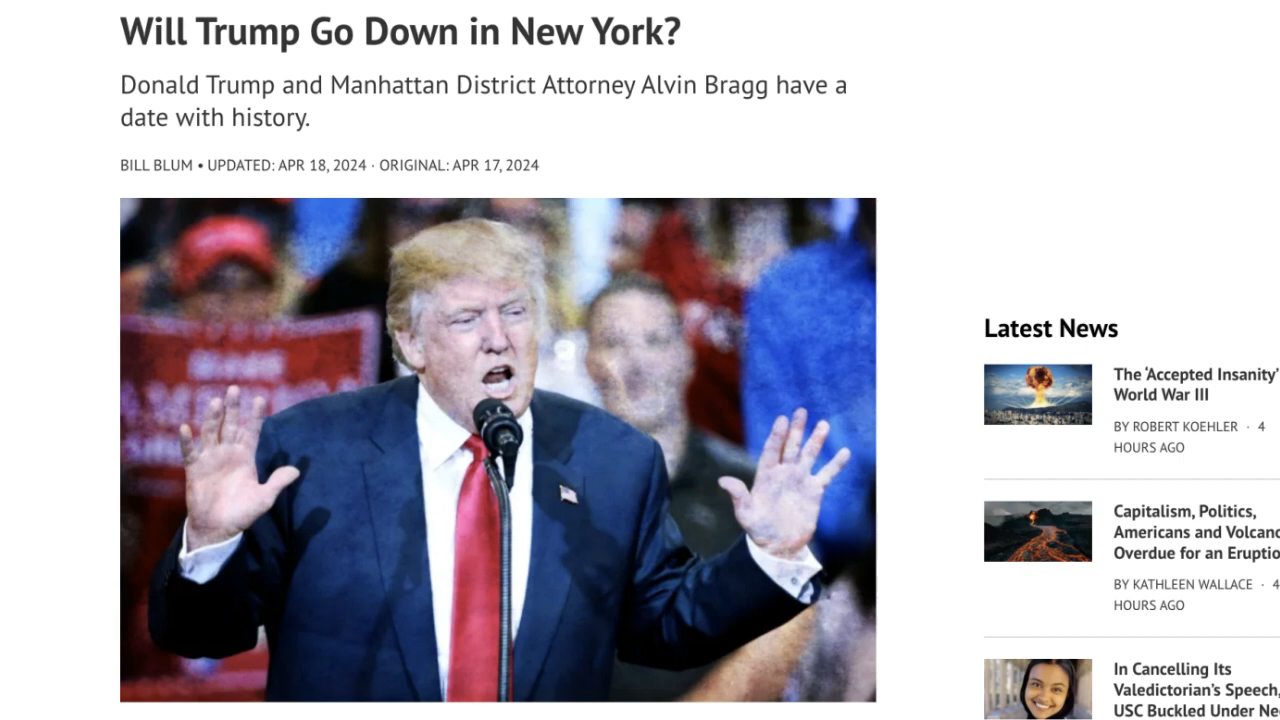 Will Trump Go Down in New York?
Donald Trump and Manhattan District Attorney Alvin Bragg have a
date with history.
BILL BLUM • UPDATED: APR 18, 2024 · ORIGINAL: APR 17, 2024
Latest News
The ‘Accepted Insanity’
World War III
BY ROBERT KOEHLER · 4
HOURS AGO
Capitalism, Politics,
Americans and
Overdue for an
BY KATHLEEN WALLACE · 4
HOURS AGO
In Cancelling Its
Valedictorian’s Speech,
USC Buckled Under